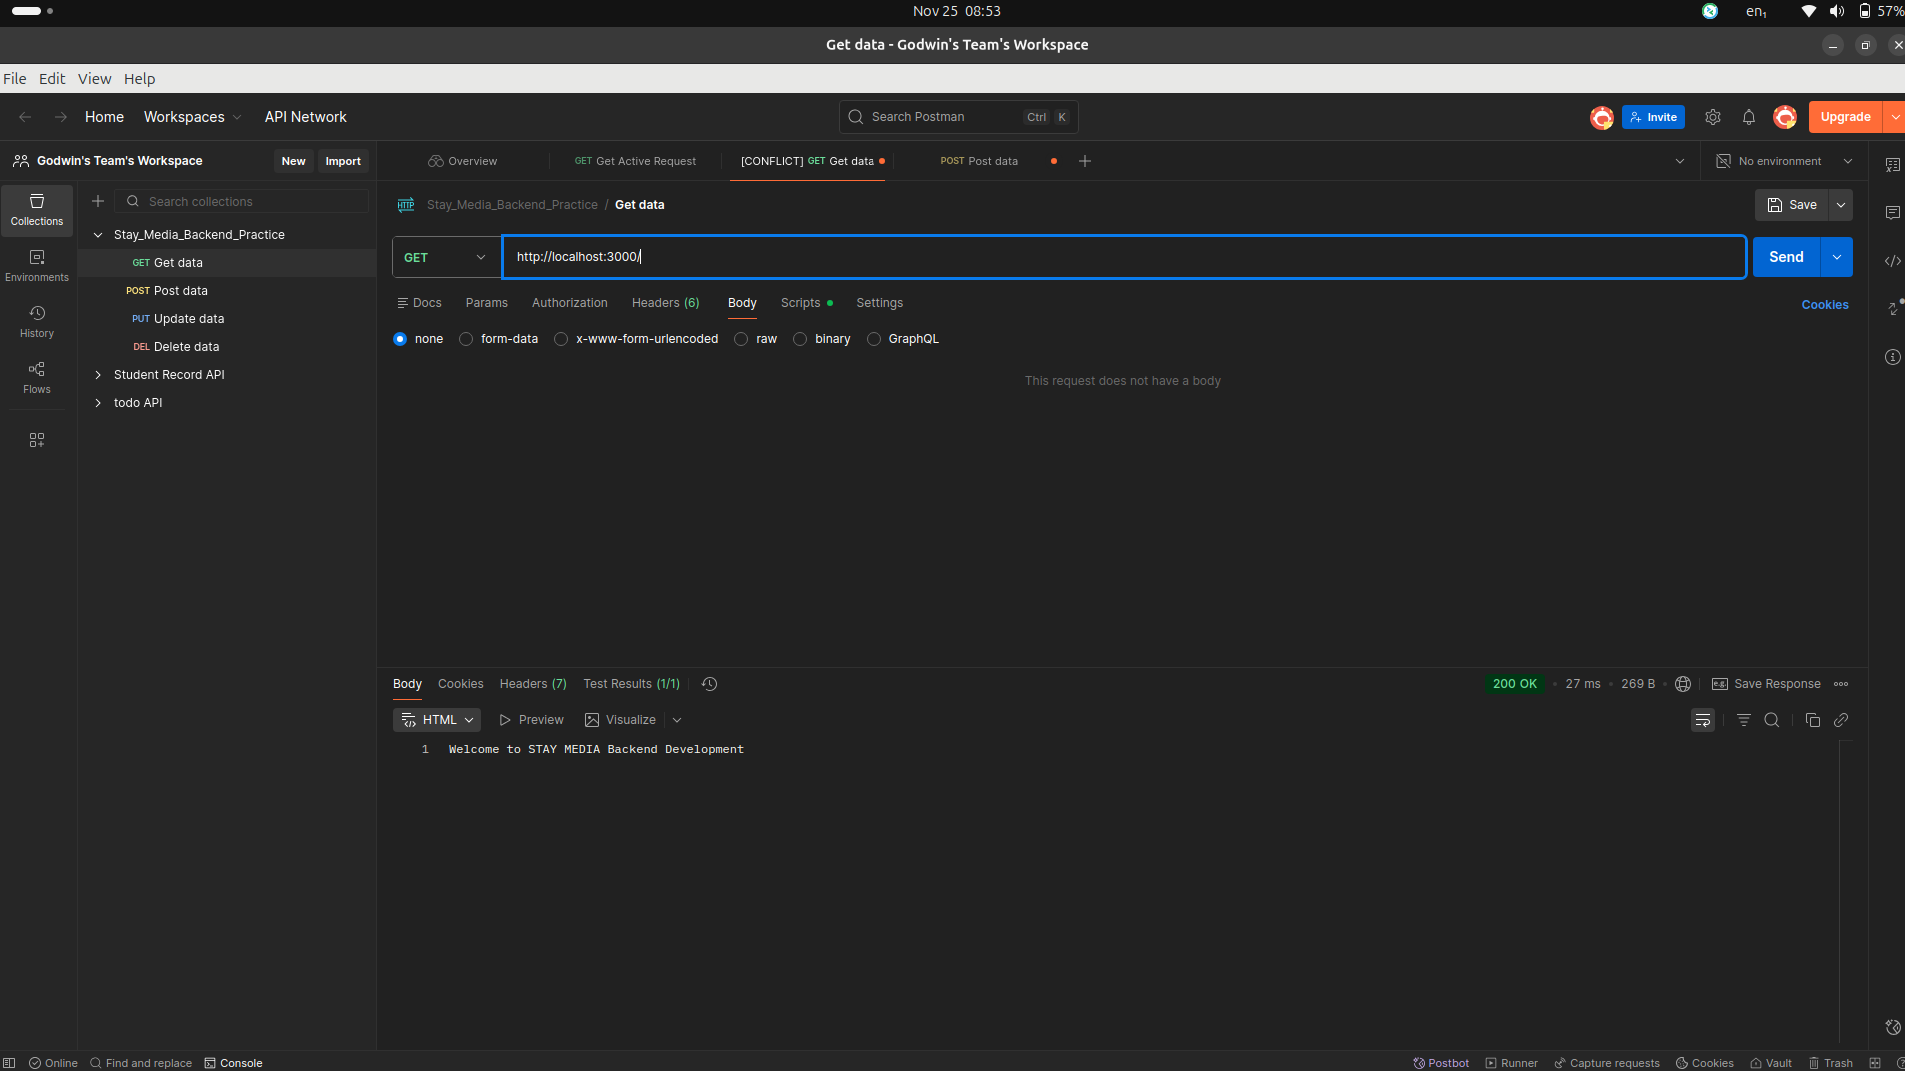 Nov 25 08:53
en₁
57%
Get data - Godwin's Team's Workspace
File Edit View Help
Home Workspaces API Network
Search Postman Ctrl K
Invite
Upgrade
Godwin's Team's Workspace
New Import
Overview
GET Get Active Request
[CONFLICT] GET Get data
POST Post data
No environment
Collections
Environments
History
Flows
Search collections
Stay_Media_Backend_Practice
GET Get data
POST Post data
PUT Update data
DEL Delete data
Student Record API
todo API
HTTP Stay_Media_Backend_Practice / Get data
Save
GET http://localhost:3000/
Send
Docs Params Authorization Headers (6) Body Scripts Settings
Cookies
none form-data x-www-form-urlencoded raw binary GraphQL
This request does not have a body
Body Cookies Headers (7) Test Results (1/1)
200 OK • 27 ms • 269 B
e.g. Save Response
HTML Preview Visualize
1 Welcome to STAY MEDIA Backend Development
Online Find and replace Console
Postbot Runner Capture requests Cookies Vault Trash